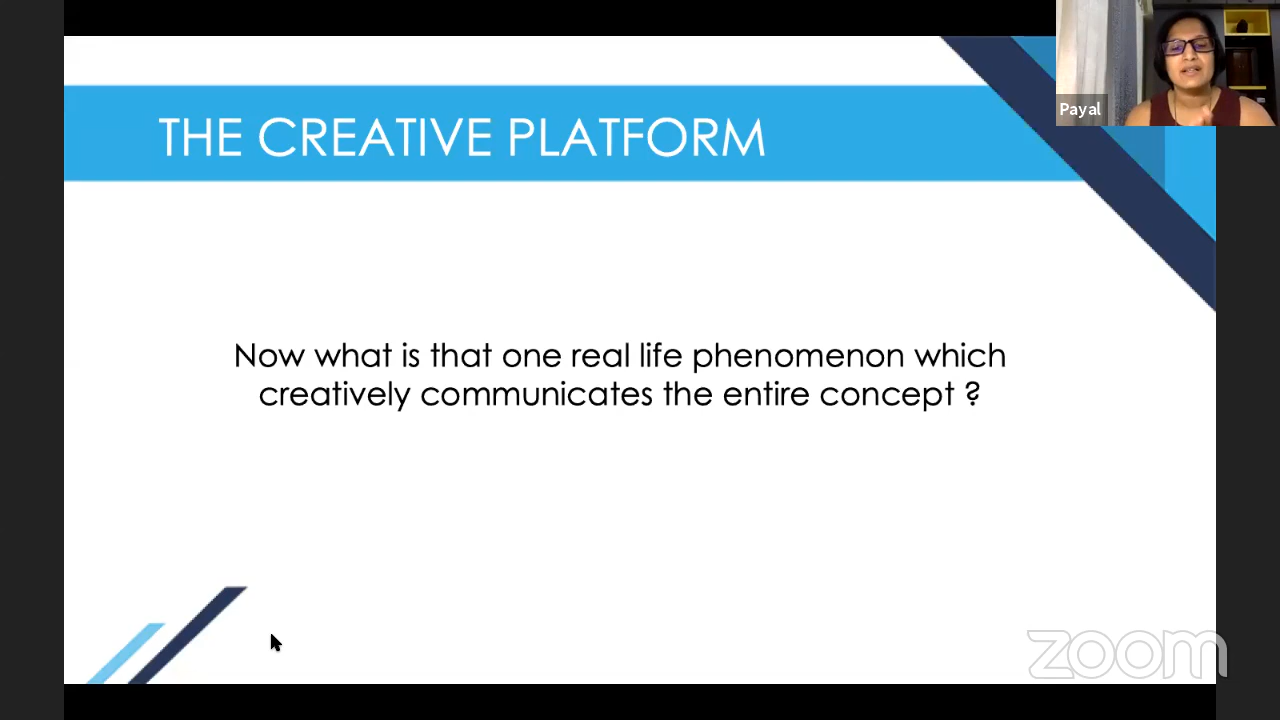 THE CREATIVE PLATFORM
Payal
Now what is that one real life phenomenon which
creatively communicates the entire concept ?
zoom